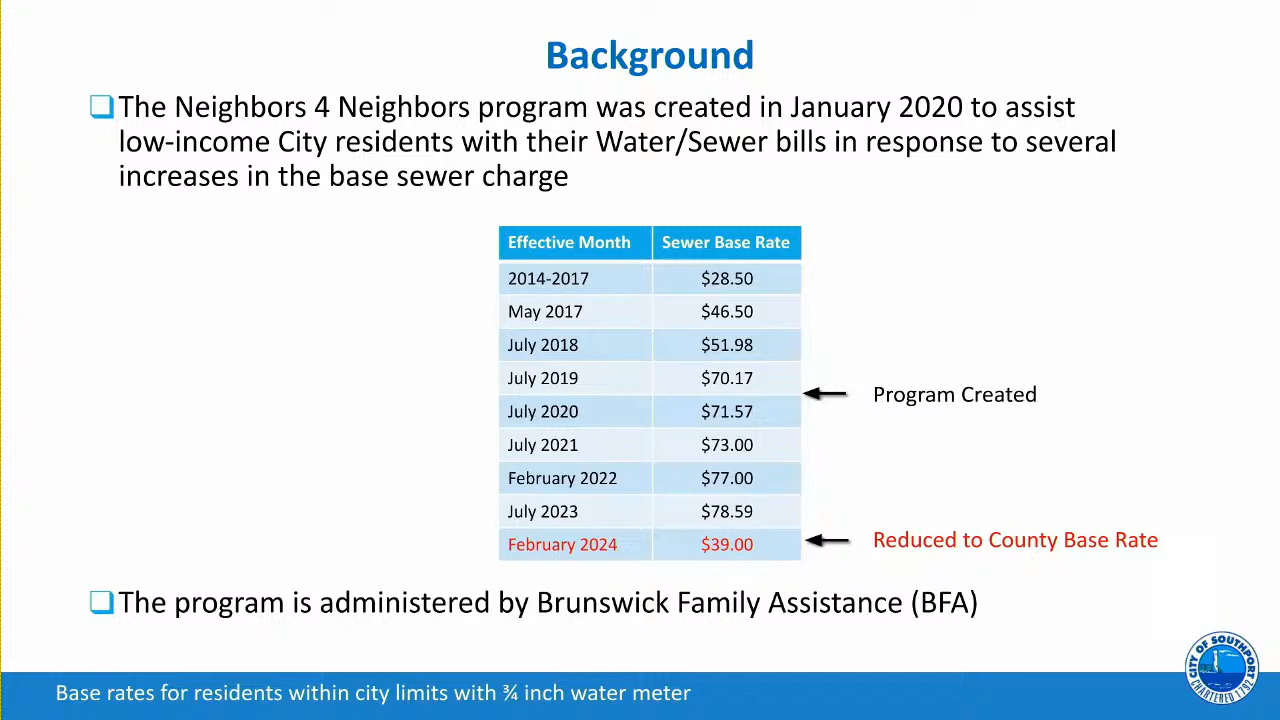 Background
The Neighbors 4 Neighbors program was created in January 2020 to assist
low-income City residents with their Water/Sewer bills in response to several
increases in the base sewer charge
Effective Month Sewer Base Rate
2014-2017 $28.50
May 2017 $46.50
July 2018 $51.98
July 2019 $70.17
Program Created
July 2020 $71.57
July 2021 $73.00
February 2022 $77.00
July 2023 $78.59
February 2024 $39.00
Reduced to County Base Rate
The program is administered by Brunswick Family Assistance (BFA)
Base rates for residents within city limits with ¾ inch water meter
CITY OF SOUTHPORT
CHARTERED 1792